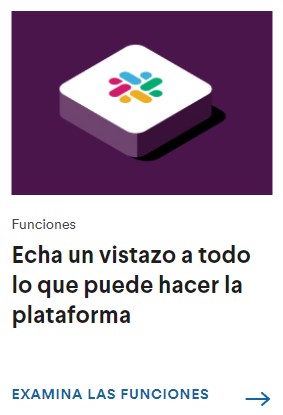 Funciones
Echa un vistazo a todo
lo que puede hacer la
plataforma
EXAMINA LAS FUNCIONES